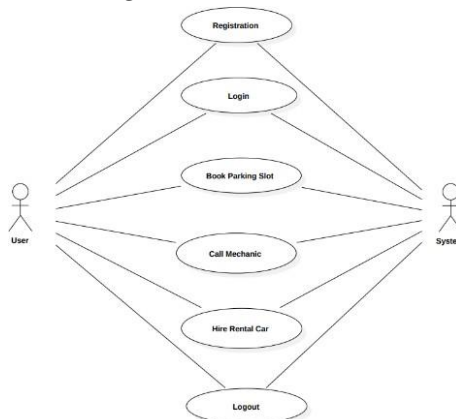 Registration
Login
Book Parking Slot
User
Call Mechanic
Hire Rental Car
Logout